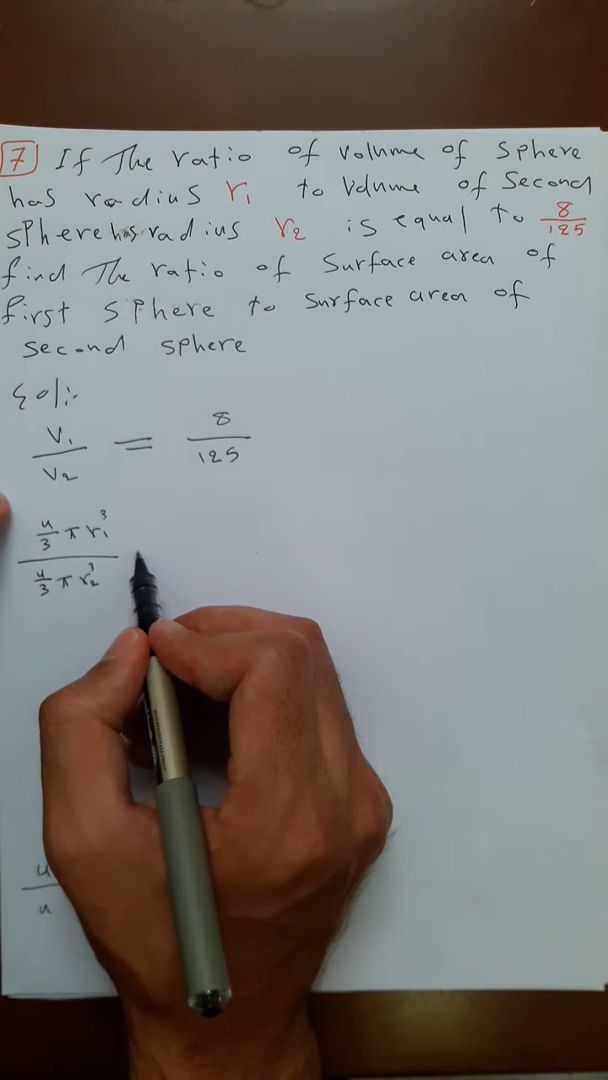 7 If The ratio of volume of sphere
has radius r₁ to volume of Second
sphere has radius r₂ is equal to 8/125
find The ratio of Surface area of
first sphere to surface area of
second sphere
Sol:-
V₁/V₂ = 8/125
4/3 π r₁³
4/3 π r₂³
4
4